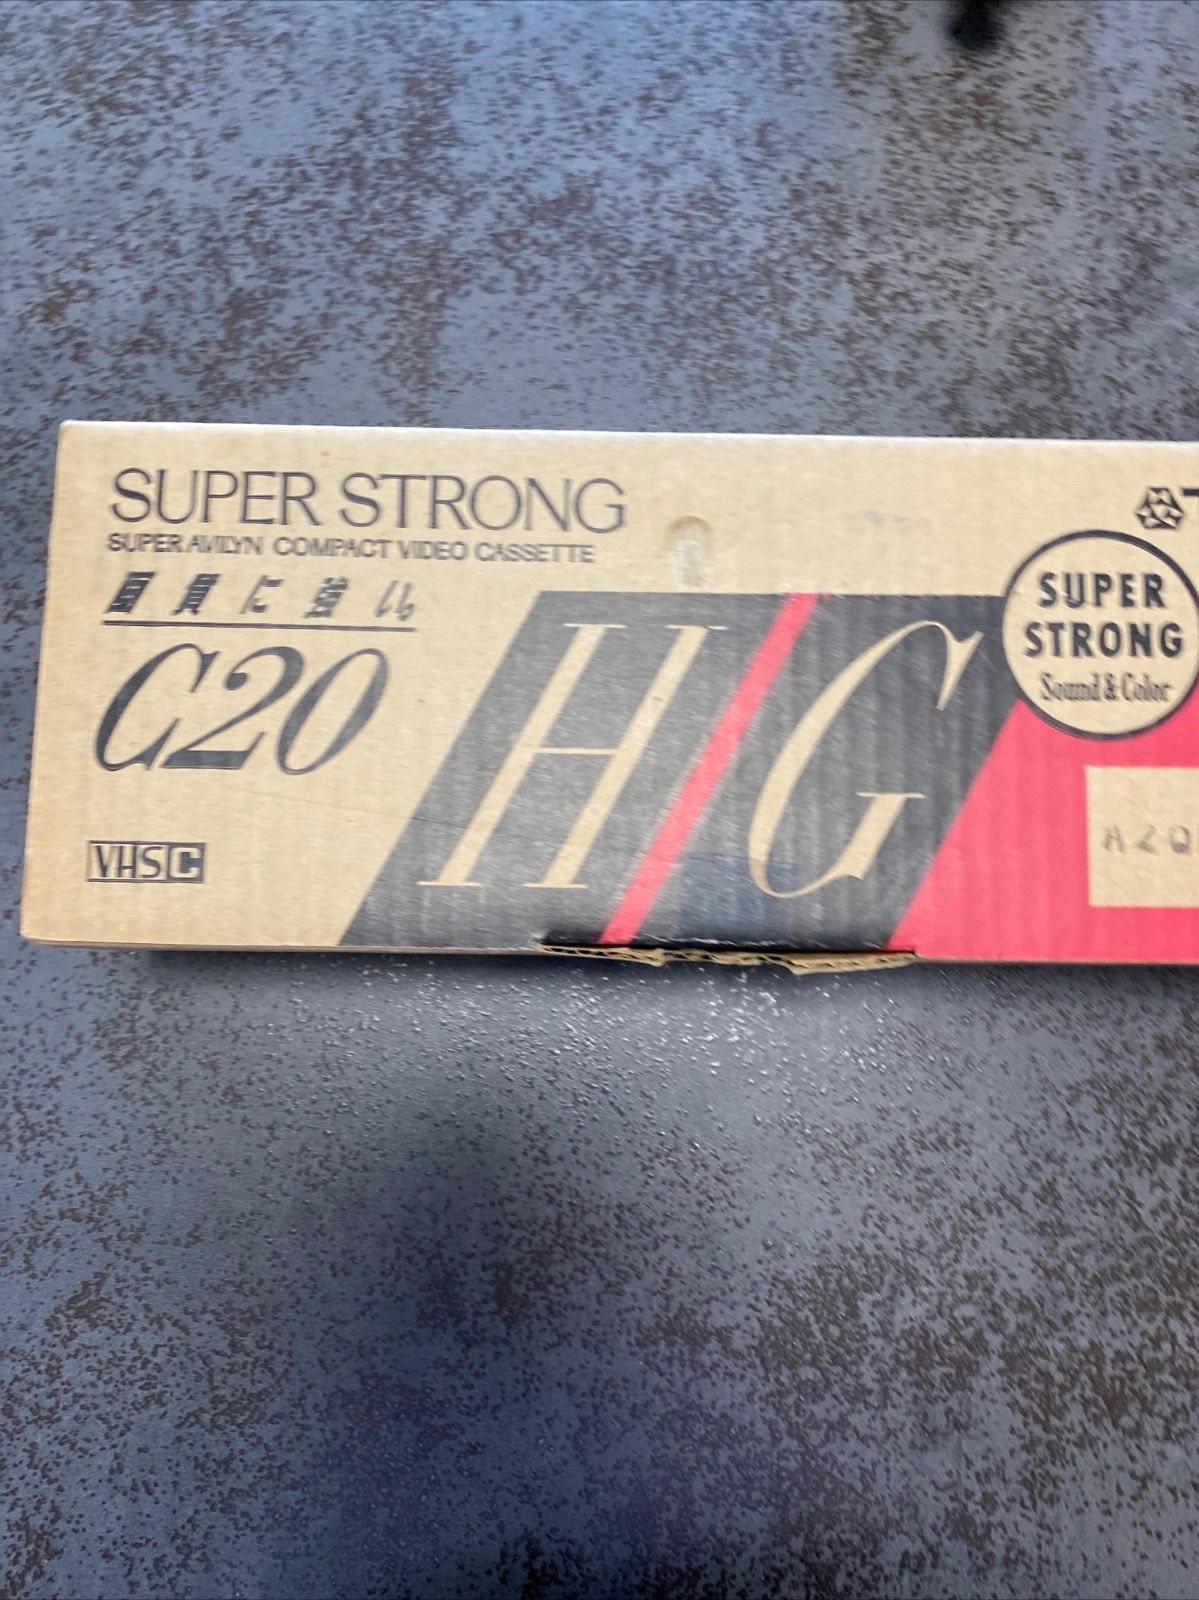 SUPER STRONG
SUPER AVILYN COMPACT VIDEO CASSETTE
画質に強い
C20
VHS C
H/G
SUPER
STRONG
Sound & Color